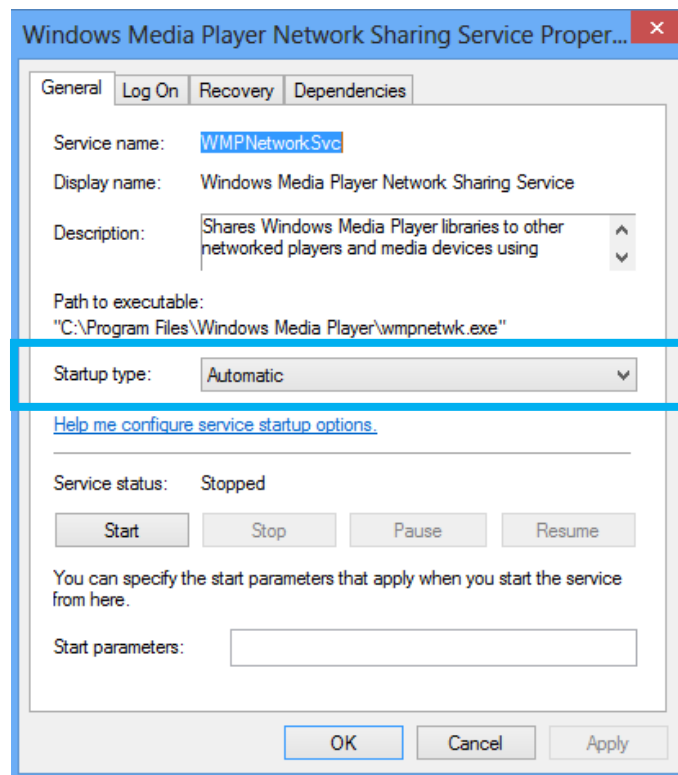 Windows Media Player Network Sharing Service Proper...
General Log On Recovery Dependencies
Service name: WMPNetworkSvc
Display name: Windows Media Player Network Sharing Service
Description: Shares Windows Media Player libraries to other
networked players and media devices using
Path to executable:
"C:\Program Files\Windows Media Player\wmpnetwk.exe"
Startup type: Automatic
Help me configure service startup options.
Service status: Stopped
Start Stop Pause Resume
You can specify the start parameters that apply when you start the service
from here.
Start parameters:
OK Cancel Apply